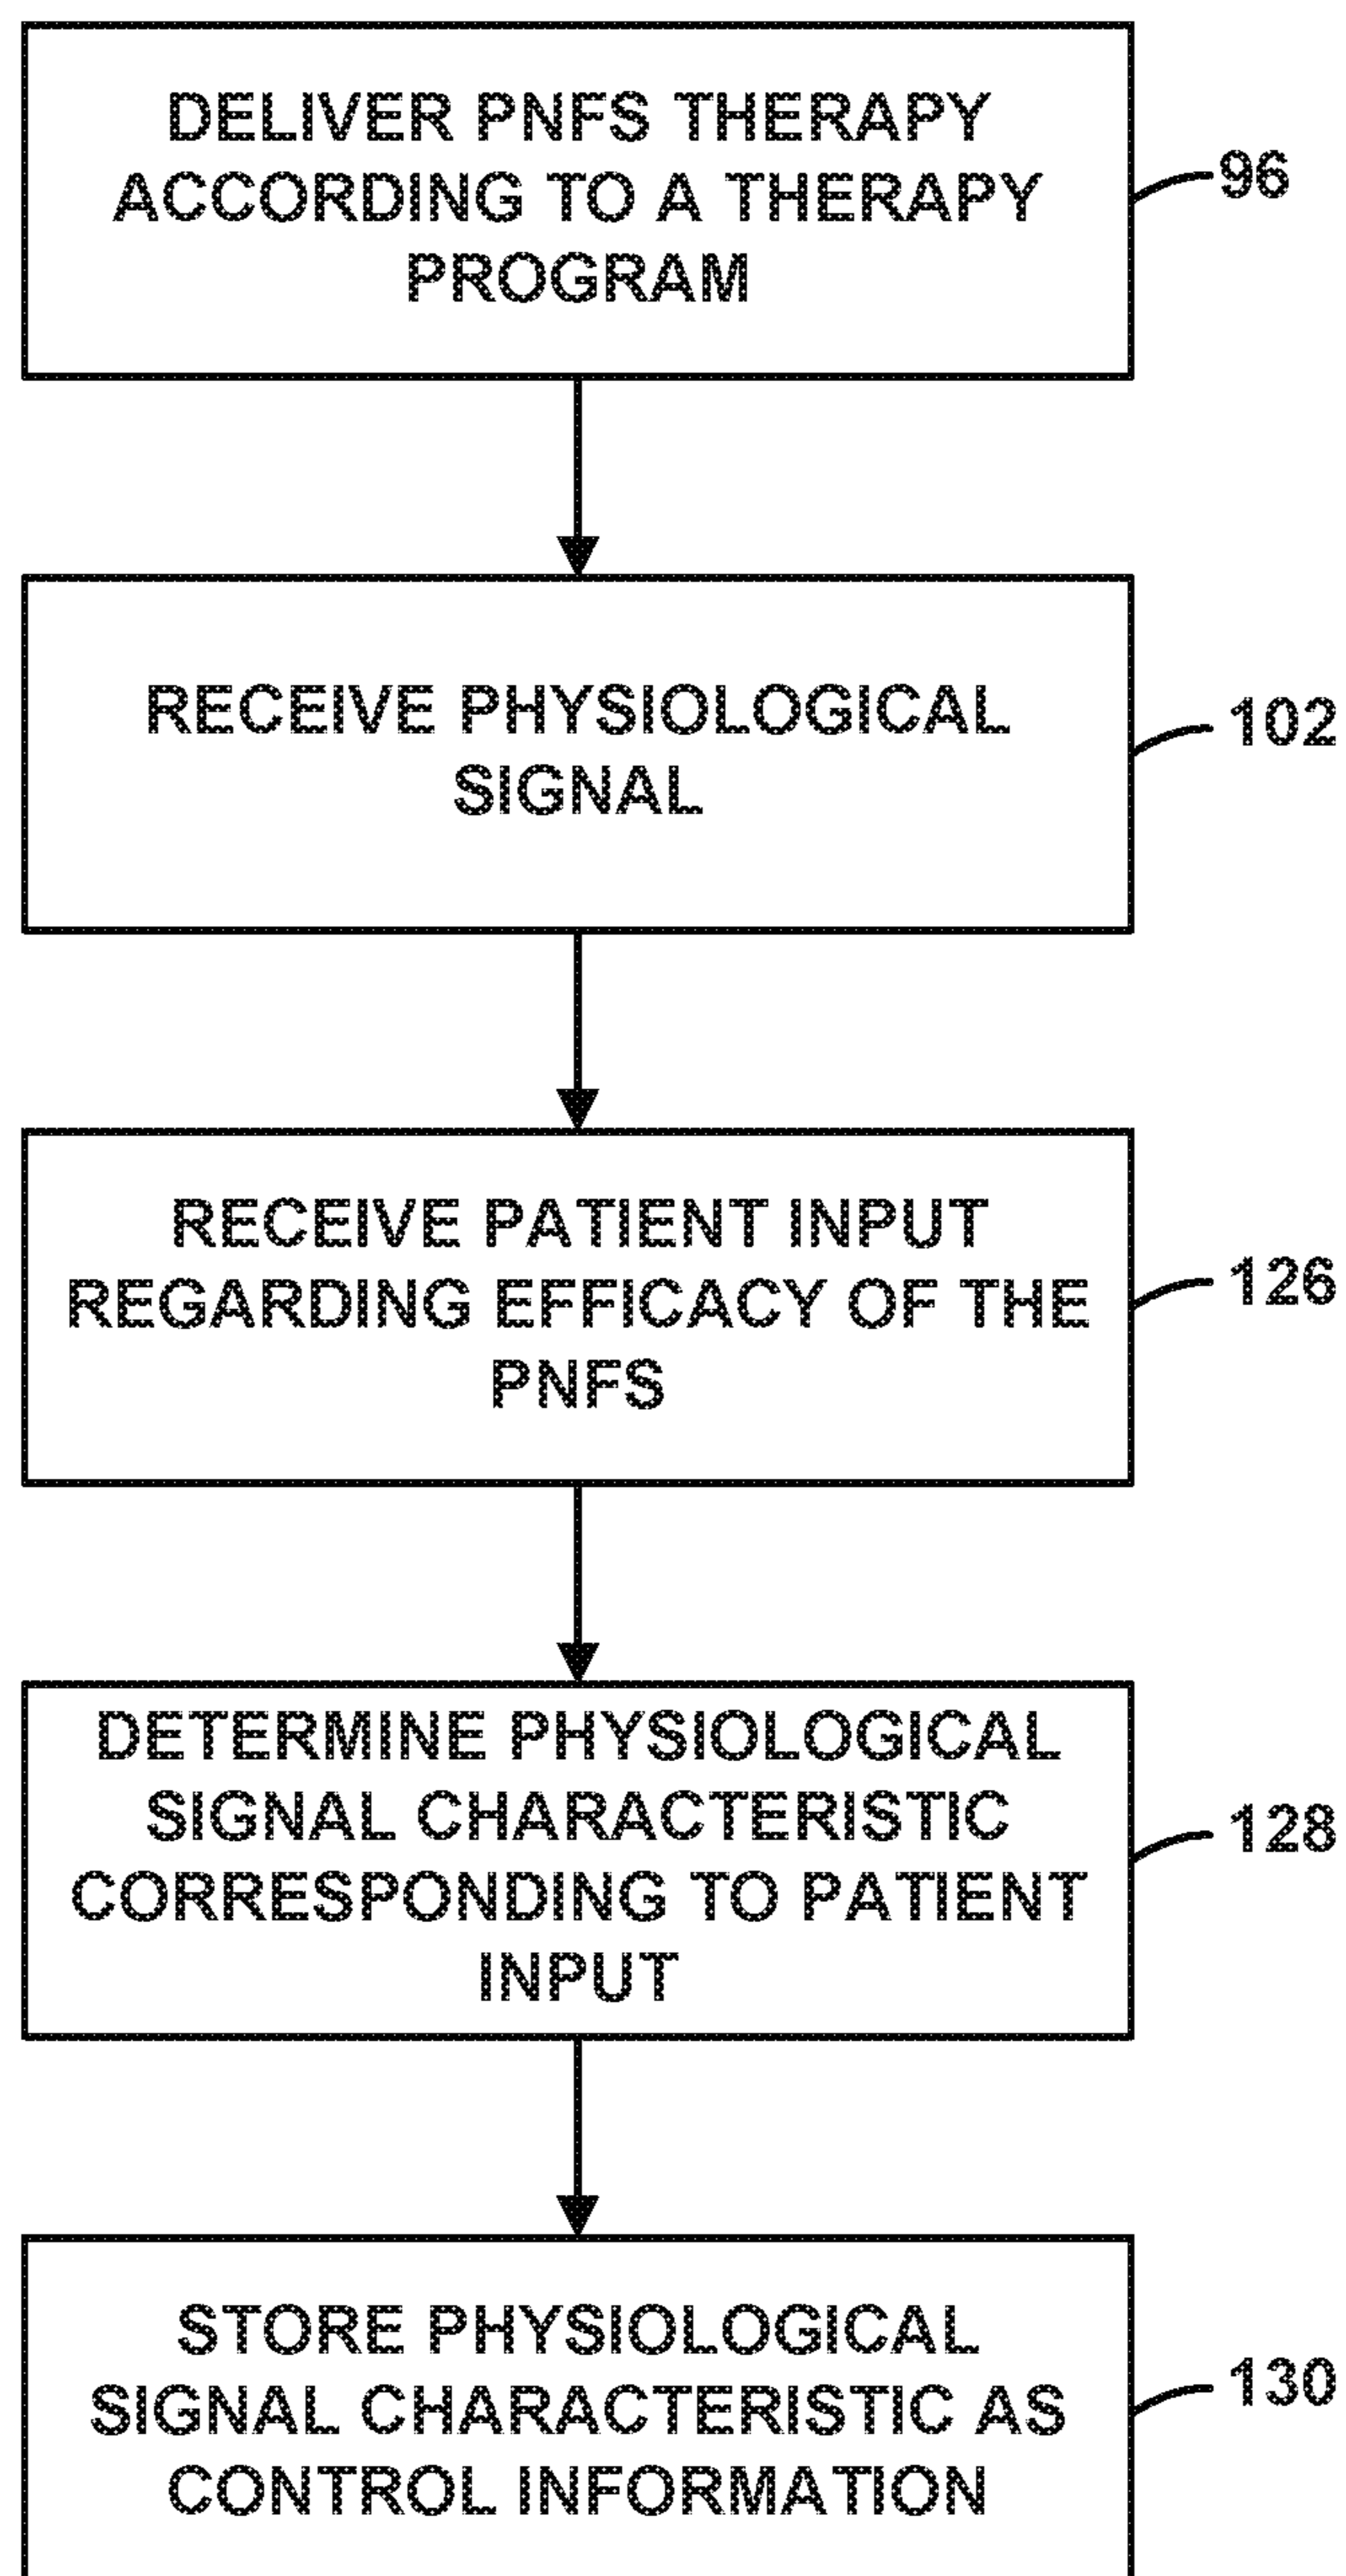 DELIVER PNFS THERAPY
ACCORDING TO A THERAPY
PROGRAM
96
RECEIVE PHYSIOLOGICAL
SIGNAL
102
RECEIVE PATIENT INPUT
REGARDING EFFICACY OF THE
PNFS
126
DETERMINE PHYSIOLOGICAL
SIGNAL CHARACTERISTIC
CORRESPONDING TO PATIENT
INPUT
128
STORE PHYSIOLOGICAL
SIGNAL CHARACTERISTIC AS
CONTROL INFORMATION
130